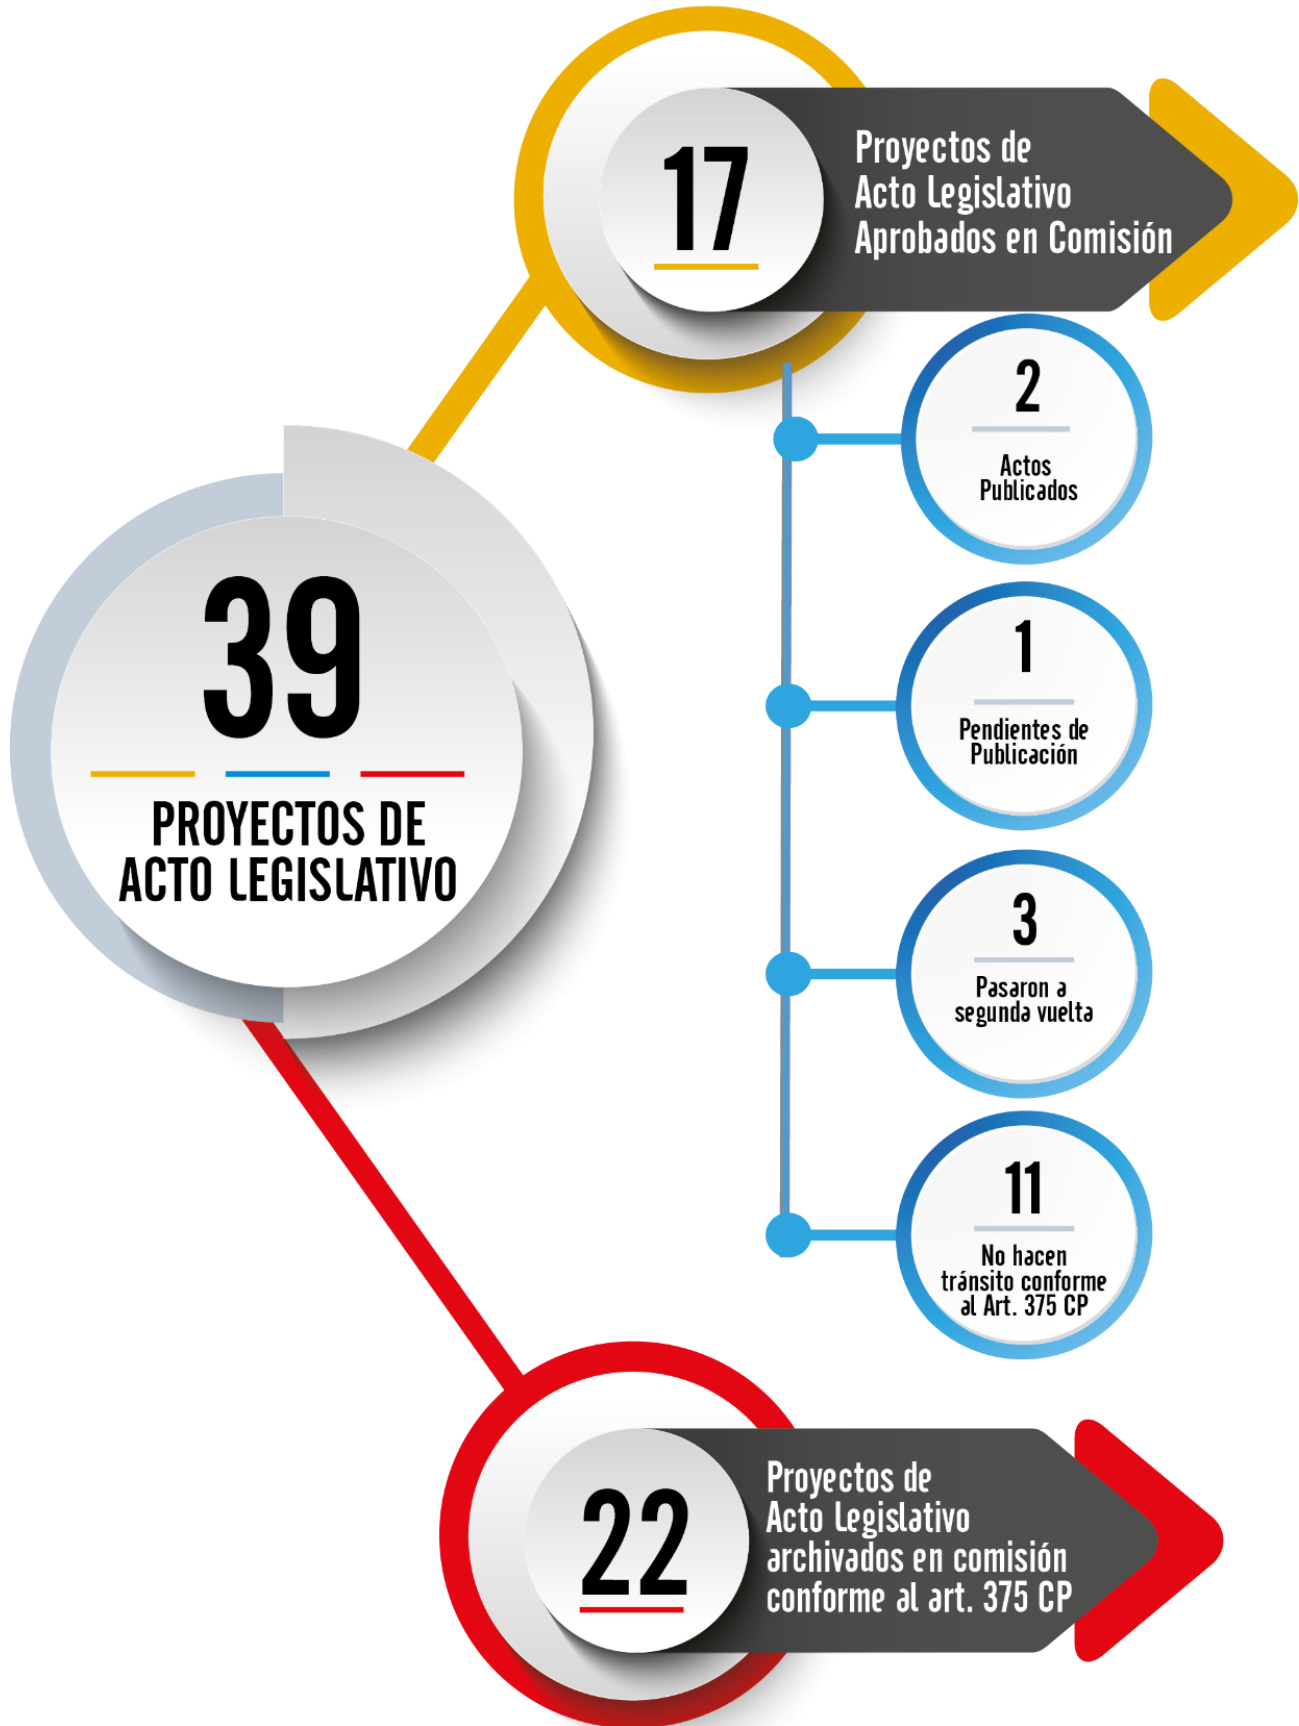 39
PROYECTOS DE
ACTO LEGISLATIVO
17
Proyectos de
Acto Legislativo
Aprobados en Comisión
2
Actos
Publicados
1
Pendientes de
Publicación
3
Pasaron a
segunda vuelta
11
No hacen
tránsito conforme
al Art. 375 CP
22
Proyectos de
Acto Legislativo
archivados en comisión
conforme al art. 375 CP